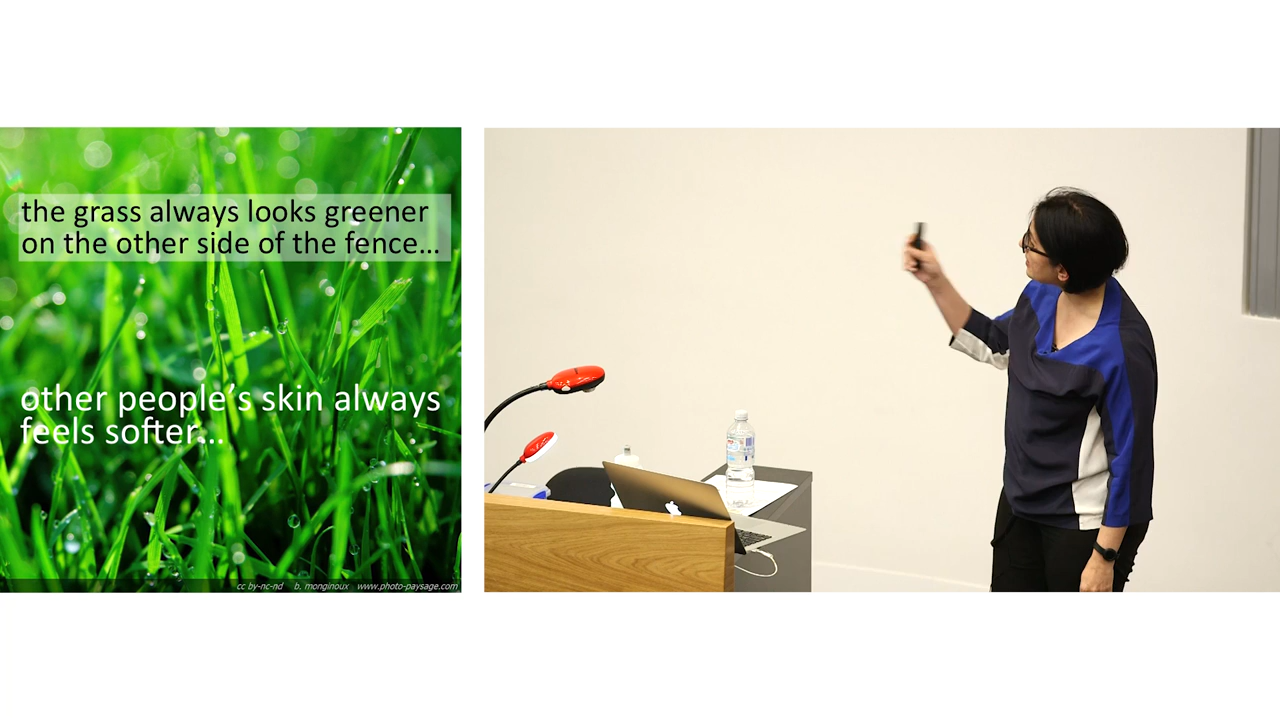 the grass always looks greener
on the other side of the fence...
other people's skin always
feels softer...
cc by-nc-nd b. monginoux www.photo-paysage.com